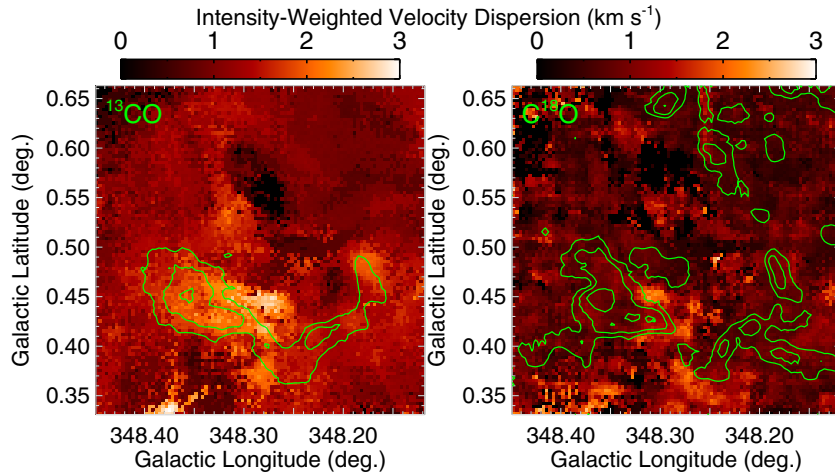 Intensity-Weighted Velocity Dispersion (km s⁻¹)
0 1 2 3 0 1 2 3
¹³CO
C¹⁸O
Galactic Latitude (deg.)
0.65
0.60
0.55
0.50
0.45
0.40
0.35
Galactic Latitude (deg.)
0.65
0.60
0.55
0.50
0.45
0.40
0.35
348.40 348.30 348.20 348.40 348.30 348.20
Galactic Longitude (deg.) Galactic Longitude (deg.)